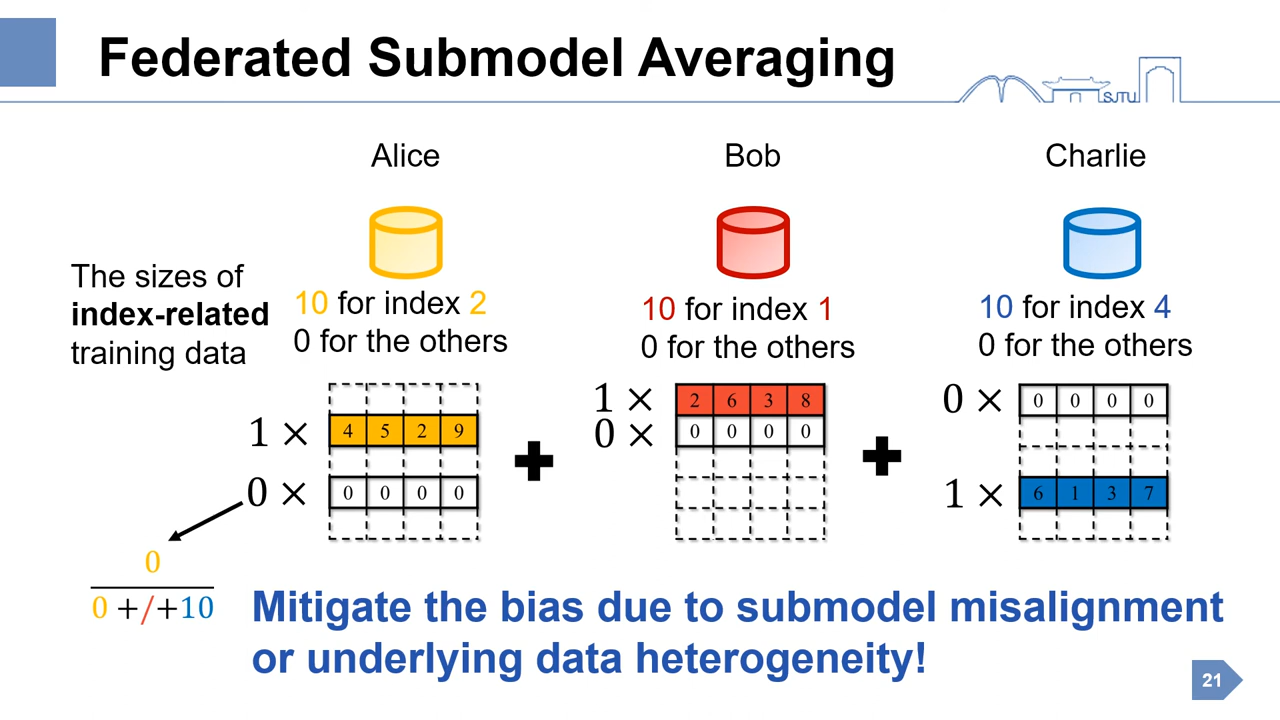 Federated Submodel Averaging
SJTU
Alice
Bob
Charlie
The sizes of
index-related
training data
10 for index 2
0 for the others
10 for index 1
0 for the others
10 for index 4
0 for the others
1 ×
4 5 2 9
0 ×
0 0 0 0
+
1 ×
2 6 3 8
0 ×
0 0 0 0
+
0 ×
0 0 0 0
1 ×
6 1 3 7
0
0 +/+10
Mitigate the bias due to submodel misalignment
or underlying data heterogeneity!
21